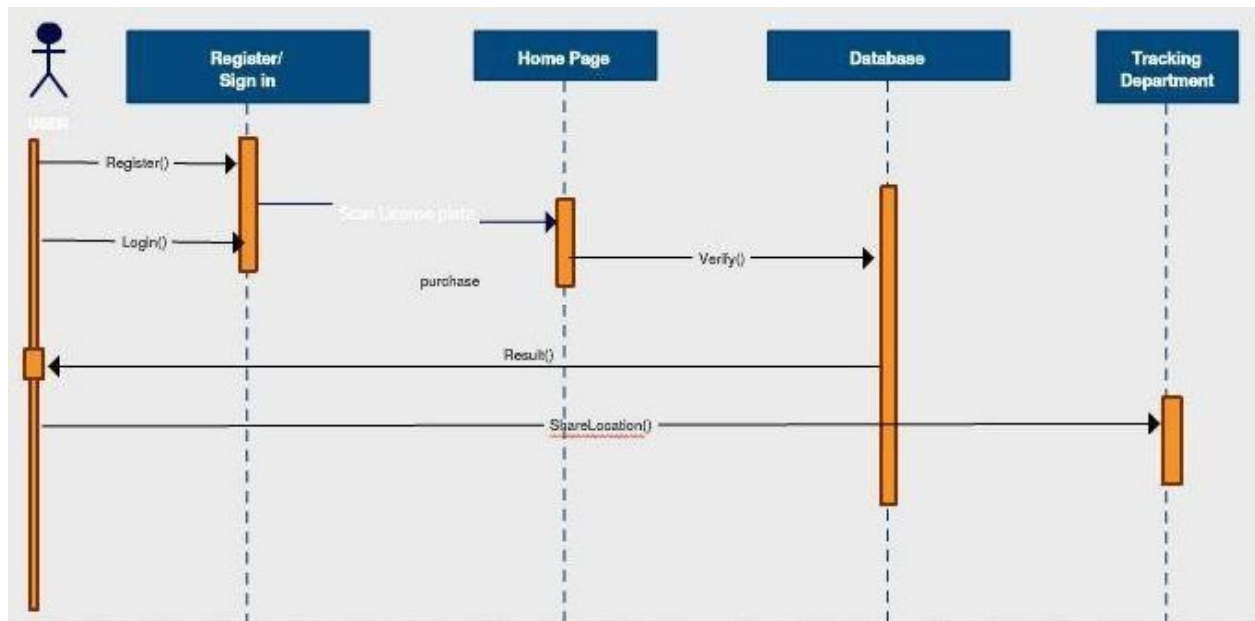 Register/
Sign in
Home Page
Database
Tracking
Department
USER
Register()
Scan License plate
Login()
Verify()
purchase
Result()
ShareLocation()